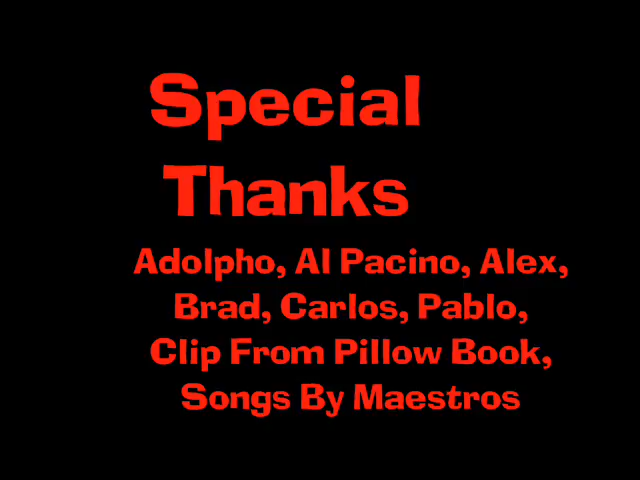 Special
Thanks
Adolpho, Al Pacino, Alex,
Brad, Carlos, Pablo,
Clip From Pillow Book,
Songs By Maestros